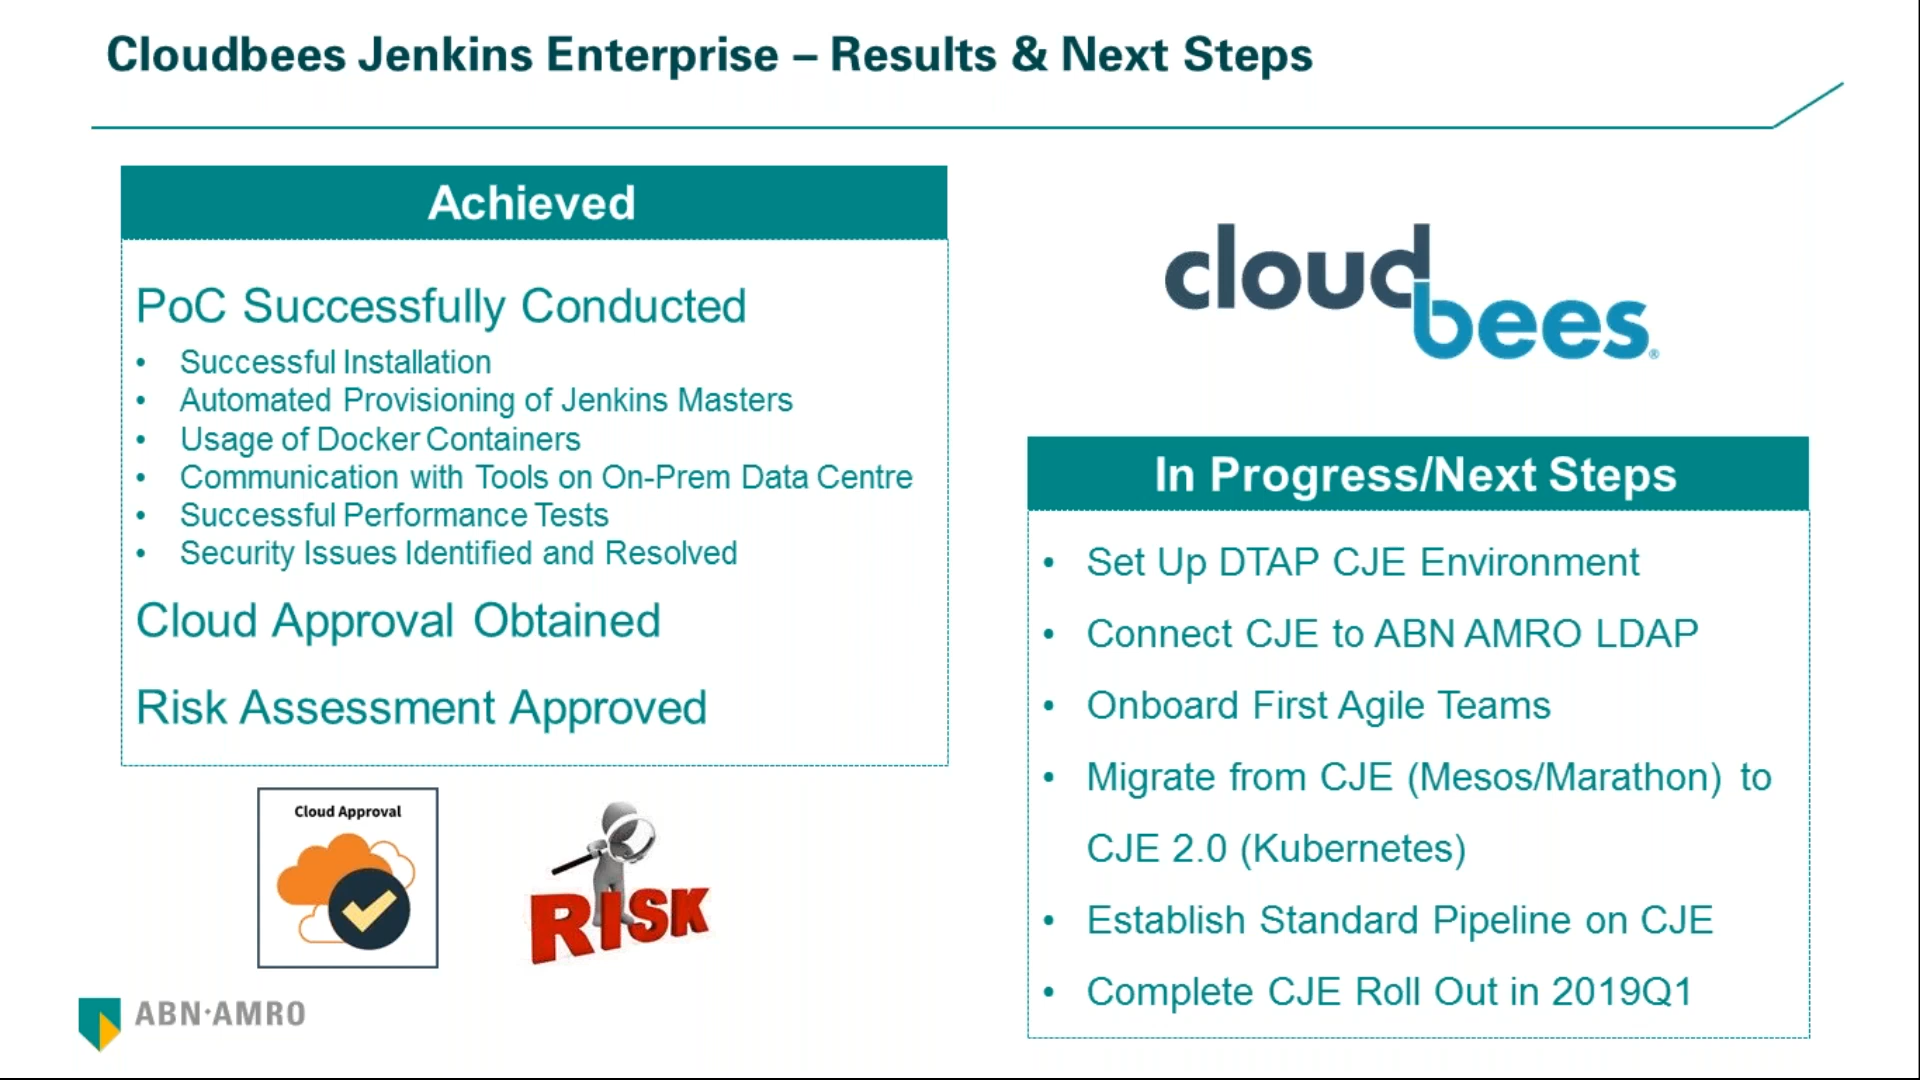 Cloudbees Jenkins Enterprise – Results & Next Steps
Achieved
PoC Successfully Conducted
• Successful Installation
• Automated Provisioning of Jenkins Masters
• Usage of Docker Containers
• Communication with Tools on On-Prem Data Centre
• Successful Performance Tests
• Security Issues Identified and Resolved
Cloud Approval Obtained
Risk Assessment Approved
Cloud Approval
RISK
ABN·AMRO
cloud
bees®
In Progress/Next Steps
• Set Up DTAP CJE Environment
• Connect CJE to ABN AMRO LDAP
• Onboard First Agile Teams
• Migrate from CJE (Mesos/Marathon) to
CJE 2.0 (Kubernetes)
• Establish Standard Pipeline on CJE
• Complete CJE Roll Out in 2019Q1